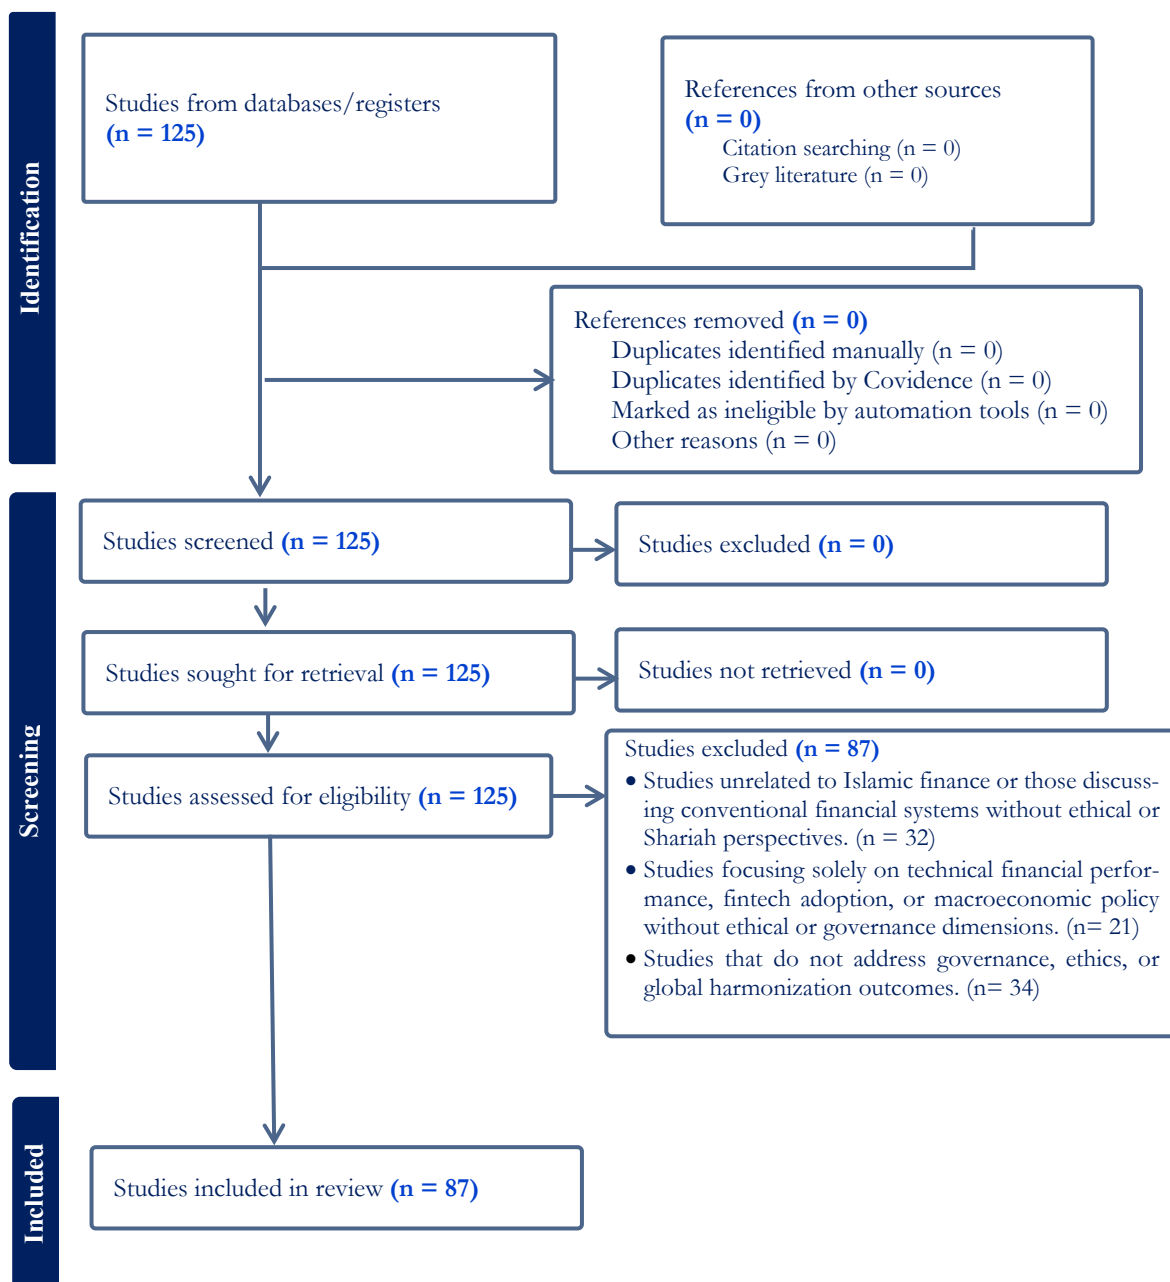 Identification
Studies from databases/registers
(n = 125)
References from other sources
(n = 0)
Citation searching (n = 0)
Grey literature (n = 0)
References removed (n = 0)
Duplicates identified manually (n = 0)
Duplicates identified by Covidence (n = 0)
Marked as ineligible by automation tools (n = 0)
Other reasons (n = 0)
Screening
Studies screened (n = 125)
Studies excluded (n = 0)
Studies sought for retrieval (n = 125)
Studies not retrieved (n = 0)
Studies assessed for eligibility (n = 125)
Studies excluded (n = 87)
• Studies unrelated to Islamic finance or those discuss-
ing conventional financial systems without ethical or
Shariah perspectives. (n = 32)
• Studies focusing solely on technical financial perfor-
mance, fintech adoption, or macroeconomic policy
without ethical or governance dimensions. (n= 21)
• Studies that do not address governance, ethics, or
global harmonization outcomes. (n= 34)
Included
Studies included in review (n = 87)